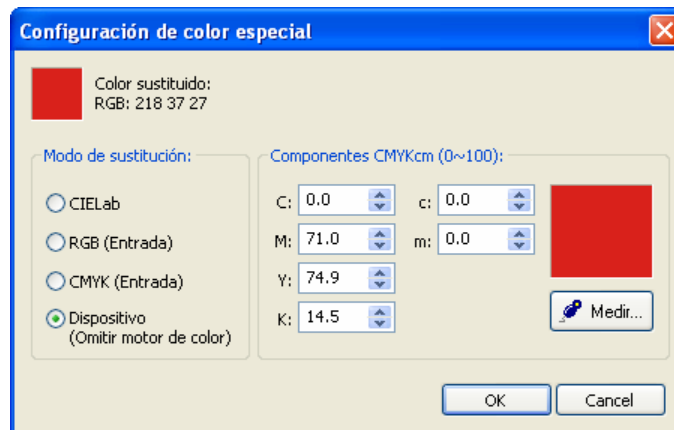 Configuración de color especial
Color sustituido:
RGB: 218 37 27
Modo de sustitución:
CIELab
RGB (Entrada)
CMYK (Entrada)
Dispositivo
(Omitir motor de color)
Componentes CMYKcm (0~100):
C: 0.0 c: 0.0
M: 71.0 m: 0.0
Y: 74.9
K: 14.5
Medir...
OK Cancel